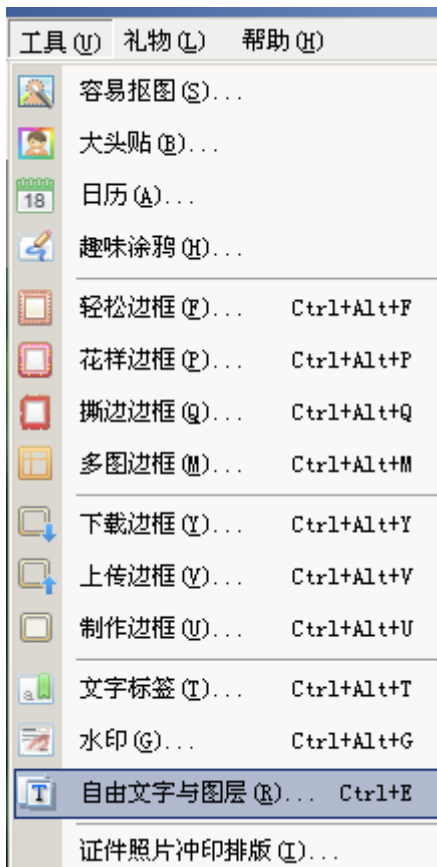 工具(U) 礼物(L) 帮助(H)
容易抠图(S)...
大头贴(B)...
18 日历(A)...
趣味涂鸦(H)...
轻松边框(F)... Ctrl+Alt+F
花样边框(P)... Ctrl+Alt+P
撕边边框(Q)... Ctrl+Alt+Q
多图边框(M)... Ctrl+Alt+M
下载边框(Y)... Ctrl+Alt+Y
上传边框(V)... Ctrl+Alt+V
制作边框(U)... Ctrl+Alt+U
a 文字标签(T)... Ctrl+Alt+T
水印(G)... Ctrl+Alt+G
T 自由文字与图层(R)... Ctrl+E
证件照片冲印排版(I)...